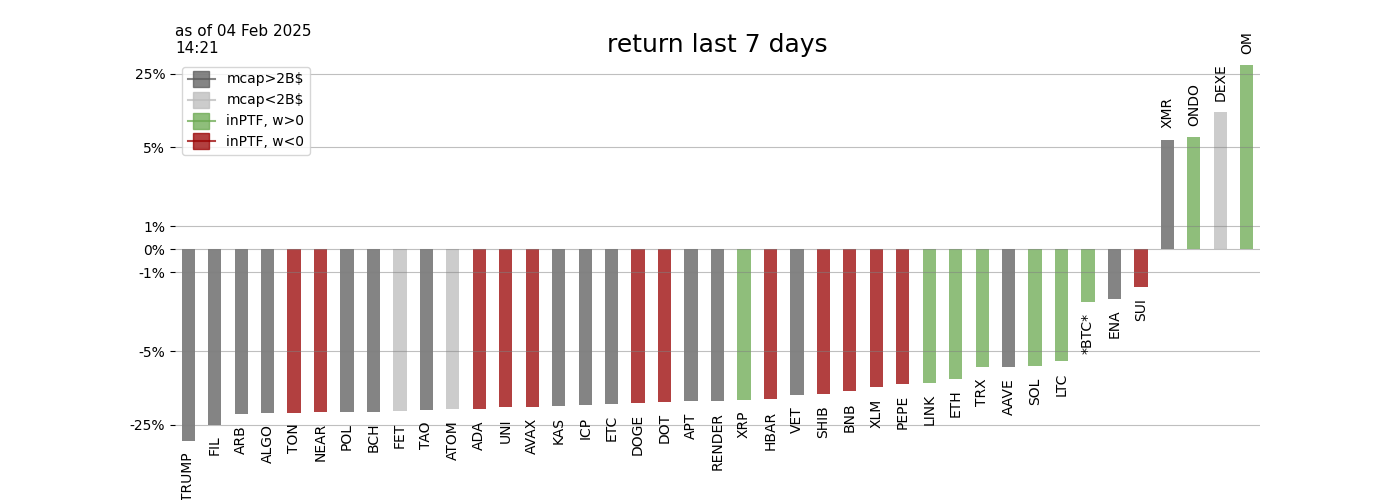 as of 04 Feb 2025
14:21
return last 7 days
mcap>2B$
mcap<2B$
inPTF, w>0
inPTF, w<0
25%
5%
1%
0%
-1%
-5%
-25%
TRUMP
FIL
ARB
ALGO
TON
NEAR
POL
BCH
FET
TAO
ATOM
ADA
UNI
AVAX
KAS
ICP
ETC
DOGE
DOT
APT
RENDER
XRP
HBAR
VET
SHIB
BNB
XLM
PEPE
LINK
ETH
TRX
AAVE
SOL
LTC
*BTC*
ENA
SUI
XMR
ONDO
DEXE
OM